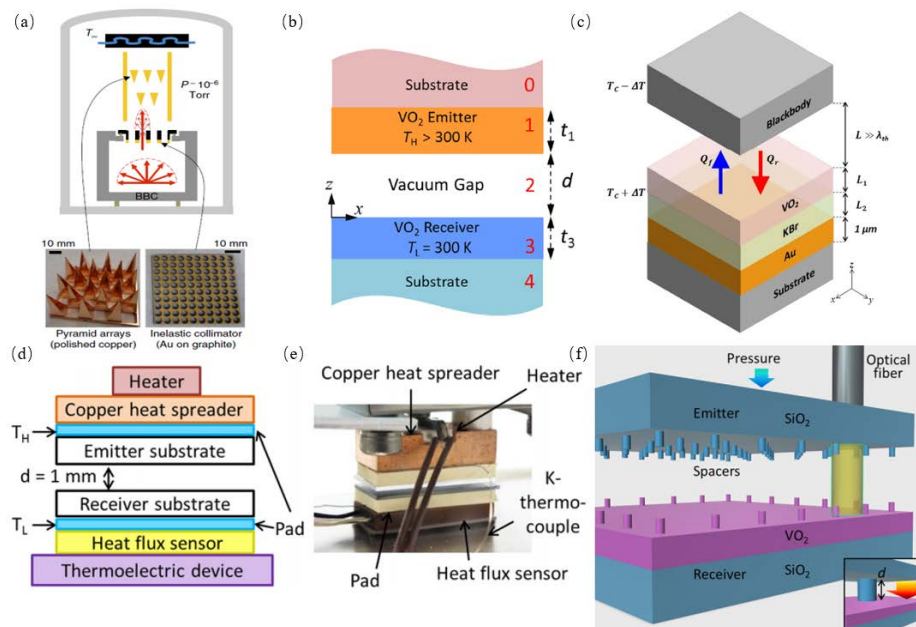 (a)
T∞
P~10⁻⁶
Torr
BBC
10 mm
10 mm
Pyramid arrays
(polished copper)
Inelastic collimator
(Au on graphite)
(b)
Substrate
0
VO₂ Emitter
T_H > 300 K
1
t₁
Vacuum Gap
2
d
z
x
VO₂ Receiver
T_L = 300 K
3
t₃
Substrate
4
(c)
T_C − ΔT
Blackbody
L ≫ λ_th
Q_f
Q_r
T_C + ΔT
L₁
VO₂
L₂
KBr
1 μm
Au
Substrate
z
x
y
(d)
Heater
Copper heat spreader
T_H
Emitter substrate
d = 1 mm
Receiver substrate
T_L
Pad
Heat flux sensor
Thermoelectric device
(e)
Copper heat spreader
Heater
K-
thermo-
couple
Pad
Heat flux sensor
(f)
Pressure
Optical
fiber
Emitter
SiO₂
Spacers
VO₂
Receiver
SiO₂
d